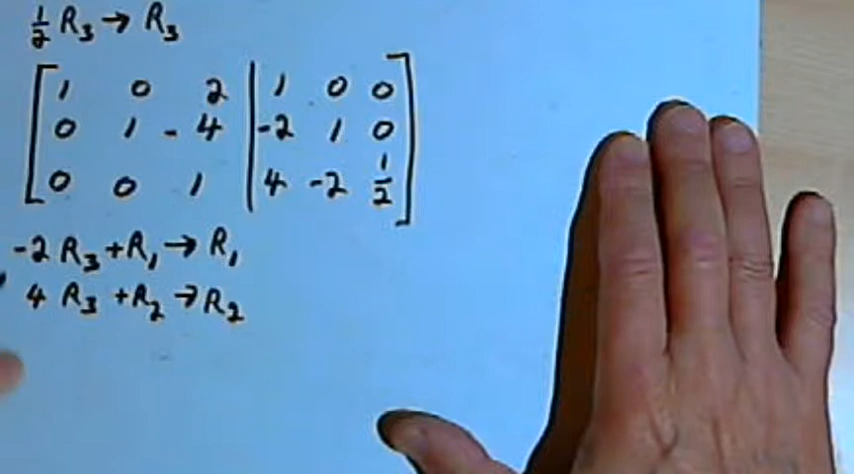 1/2 R₃ → R₃
[ 1 0 2 | 1 0 0 ]
[ 0 1 -4 | -2 1 0 ]
[ 0 0 1 | 4 -2 1/2 ]
-2 R₃ + R₁ → R₁
4 R₃ + R₂ → R₂